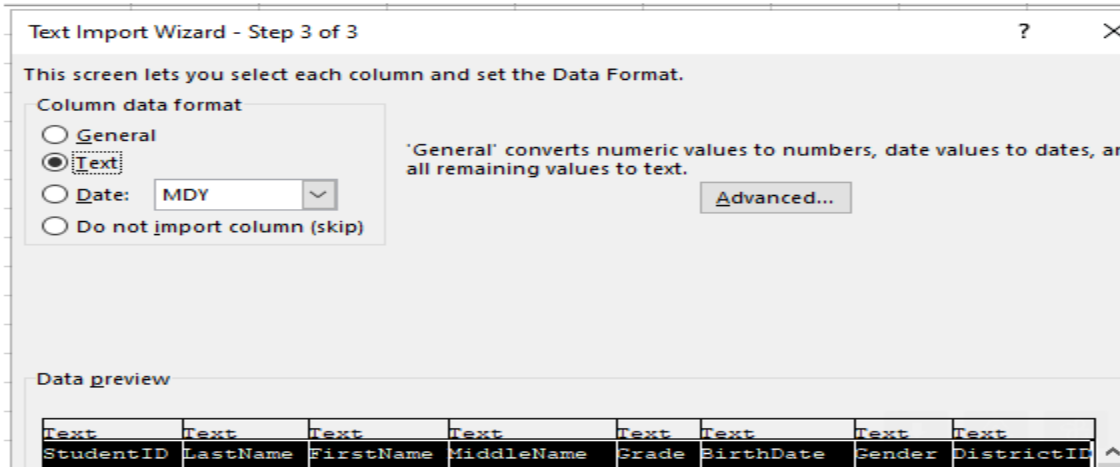 Text Import Wizard - Step 3 of 3 ?
This screen lets you select each column and set the Data Format.
Column data format
General
Text
Date: MDY
Do not import column (skip)
'General' converts numeric values to numbers, date values to dates, ar
all remaining values to text.
Advanced...
Data preview
Text Text Text Text Text Text Text Text
StudentID LastName FirstName MiddleName Grade BirthDate Gender DistrictID